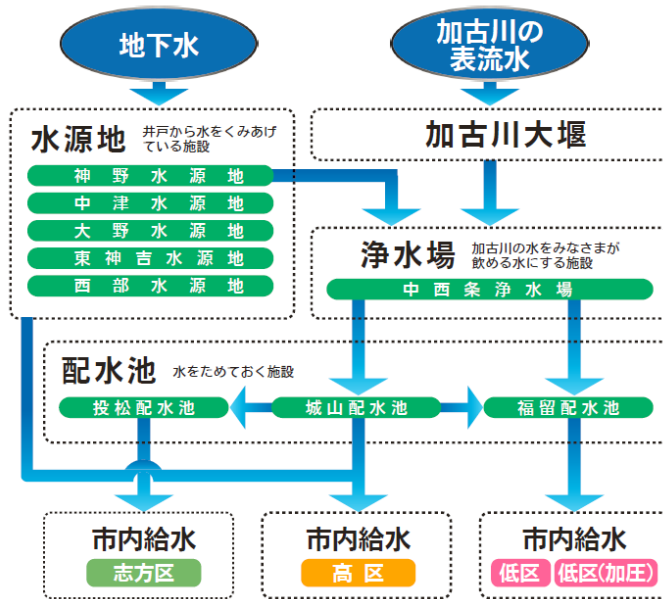 地下水
加古川の
表流水
水源地
井戸から水をくみあげ
ている施設
神野水源地
中津水源地
大野水源地
東神吉水源地
西部水源地
加古川大堰
浄水場
加古川の水をみなさまが
飲める水にする施設
中西条浄水場
配水池
水をためておく施設
投松配水池
城山配水池
福留配水池
市内給水
志方区
市内給水
高区
市内給水
低区
低区(加圧)